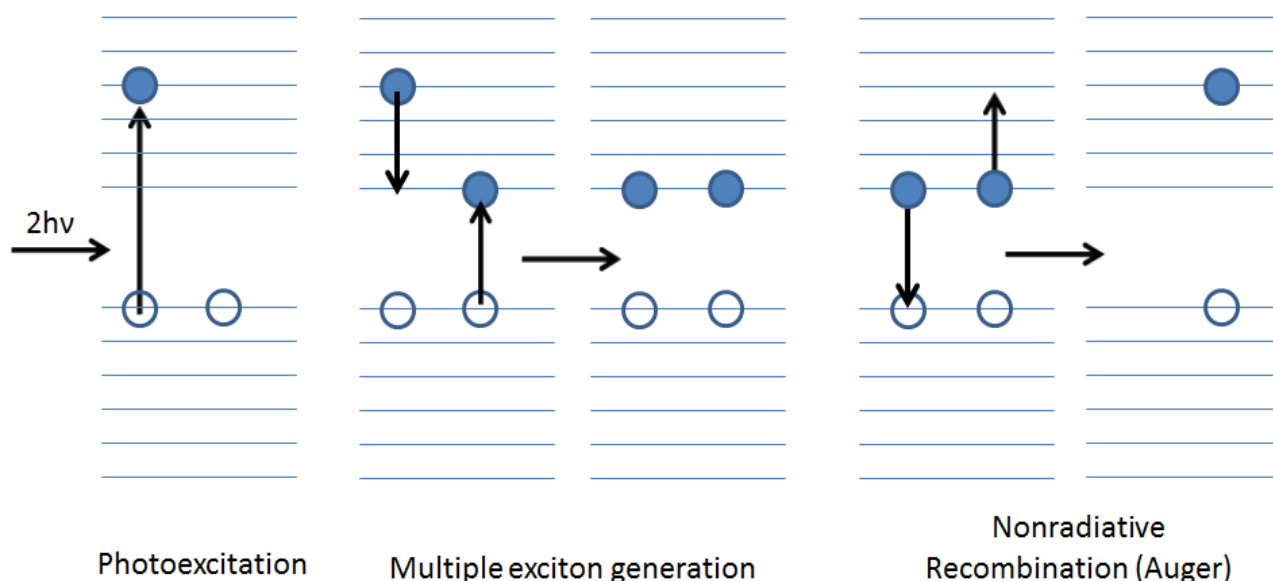 2hν
Photoexcitation
Multiple exciton generation
Nonradiative
Recombination (Auger)